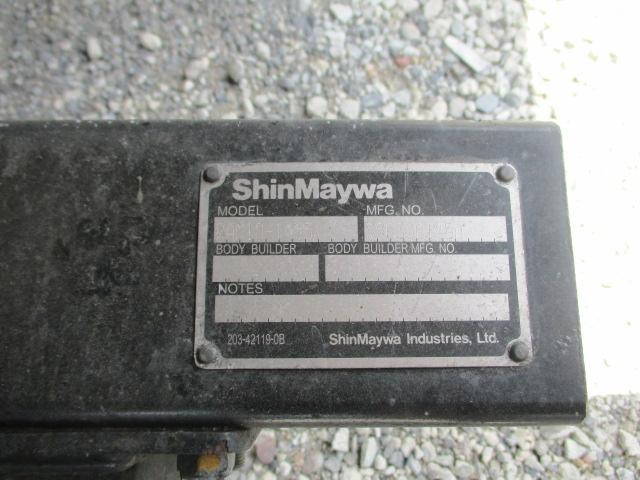 ShinMaywa
MODEL MFG. NO.
BODY BUILDER BODY BUILDER MFG. NO.
NOTES
203-42119-0B ShinMaywa Industries, Ltd.